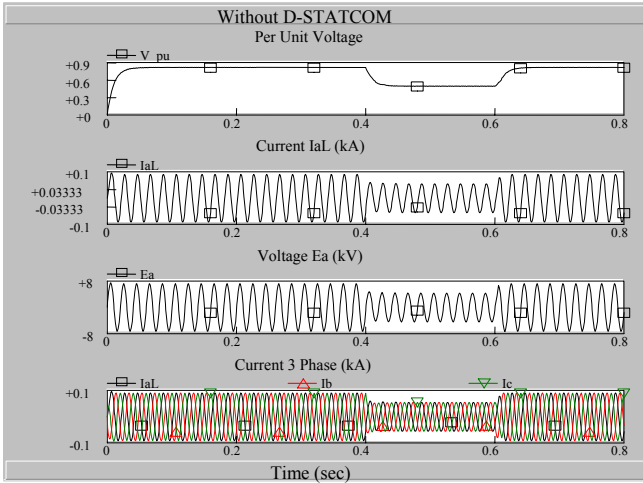 Without D-STATCOM
Per Unit Voltage
V pu
+0.9
+0.6
+0.3
+0
0 0.2 0.4 0.6 0.8
Current IaL (kA)
IaL
+0.1
+0.03333
-0.03333
-0.1
0 0.2 0.4 0.6 0.8
Voltage Ea (kV)
Ea
+8
-8
0 0.2 0.4 0.6 0.8
Current 3 Phase (kA)
IaL Ib Ic
+0.1
-0.1
0 0.2 0.4 0.6 0.8
Time (sec)